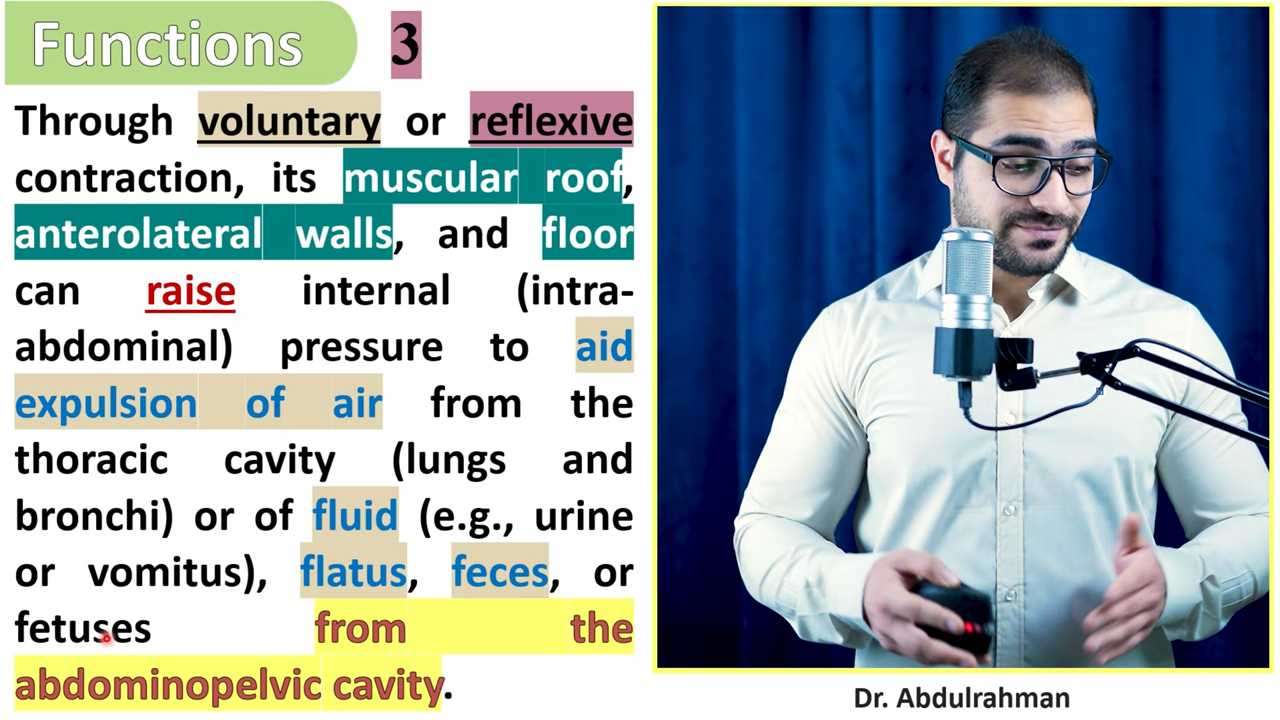 Functions 3
Through voluntary or reflexive
contraction, its muscular roof,
anterolateral walls, and floor
can raise internal (intra-
abdominal) pressure to aid
expulsion of air from the
thoracic cavity (lungs and
bronchi) or of fluid (e.g., urine
or vomitus), flatus, feces, or
fetuses from the
abdominopelvic cavity.
Dr. Abdulrahman